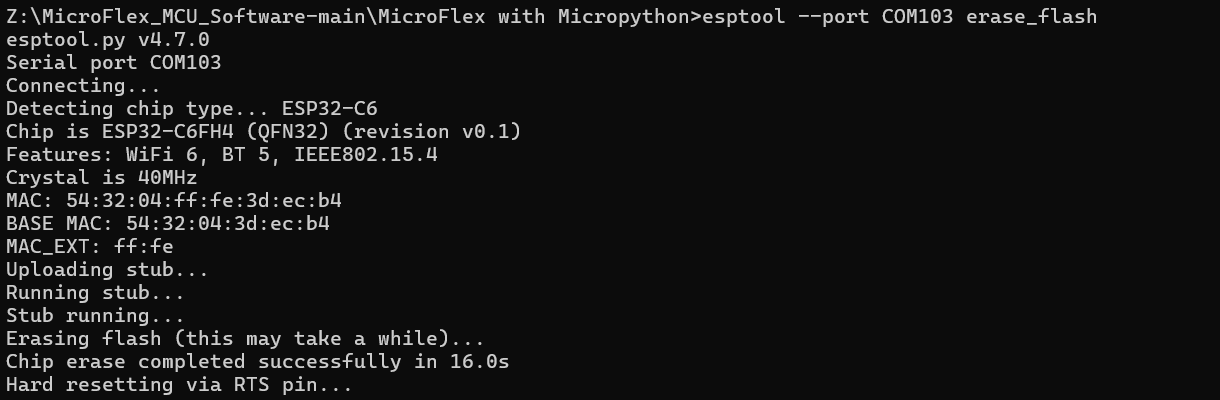 Z:\MicroFlex_MCU_Software-main\MicroFlex with Micropython>esptool --port COM103 erase_flash
esptool.py v4.7.0
Serial port COM103
Connecting...
Detecting chip type... ESP32-C6
Chip is ESP32-C6FH4 (QFN32) (revision v0.1)
Features: WiFi 6, BT 5, IEEE802.15.4
Crystal is 40MHz
MAC: 54:32:04:ff:fe:3d:ec:b4
BASE MAC: 54:32:04:3d:ec:b4
MAC_EXT: ff:fe
Uploading stub...
Running stub...
Stub running...
Erasing flash (this may take a while)...
Chip erase completed successfully in 16.0s
Hard resetting via RTS pin...